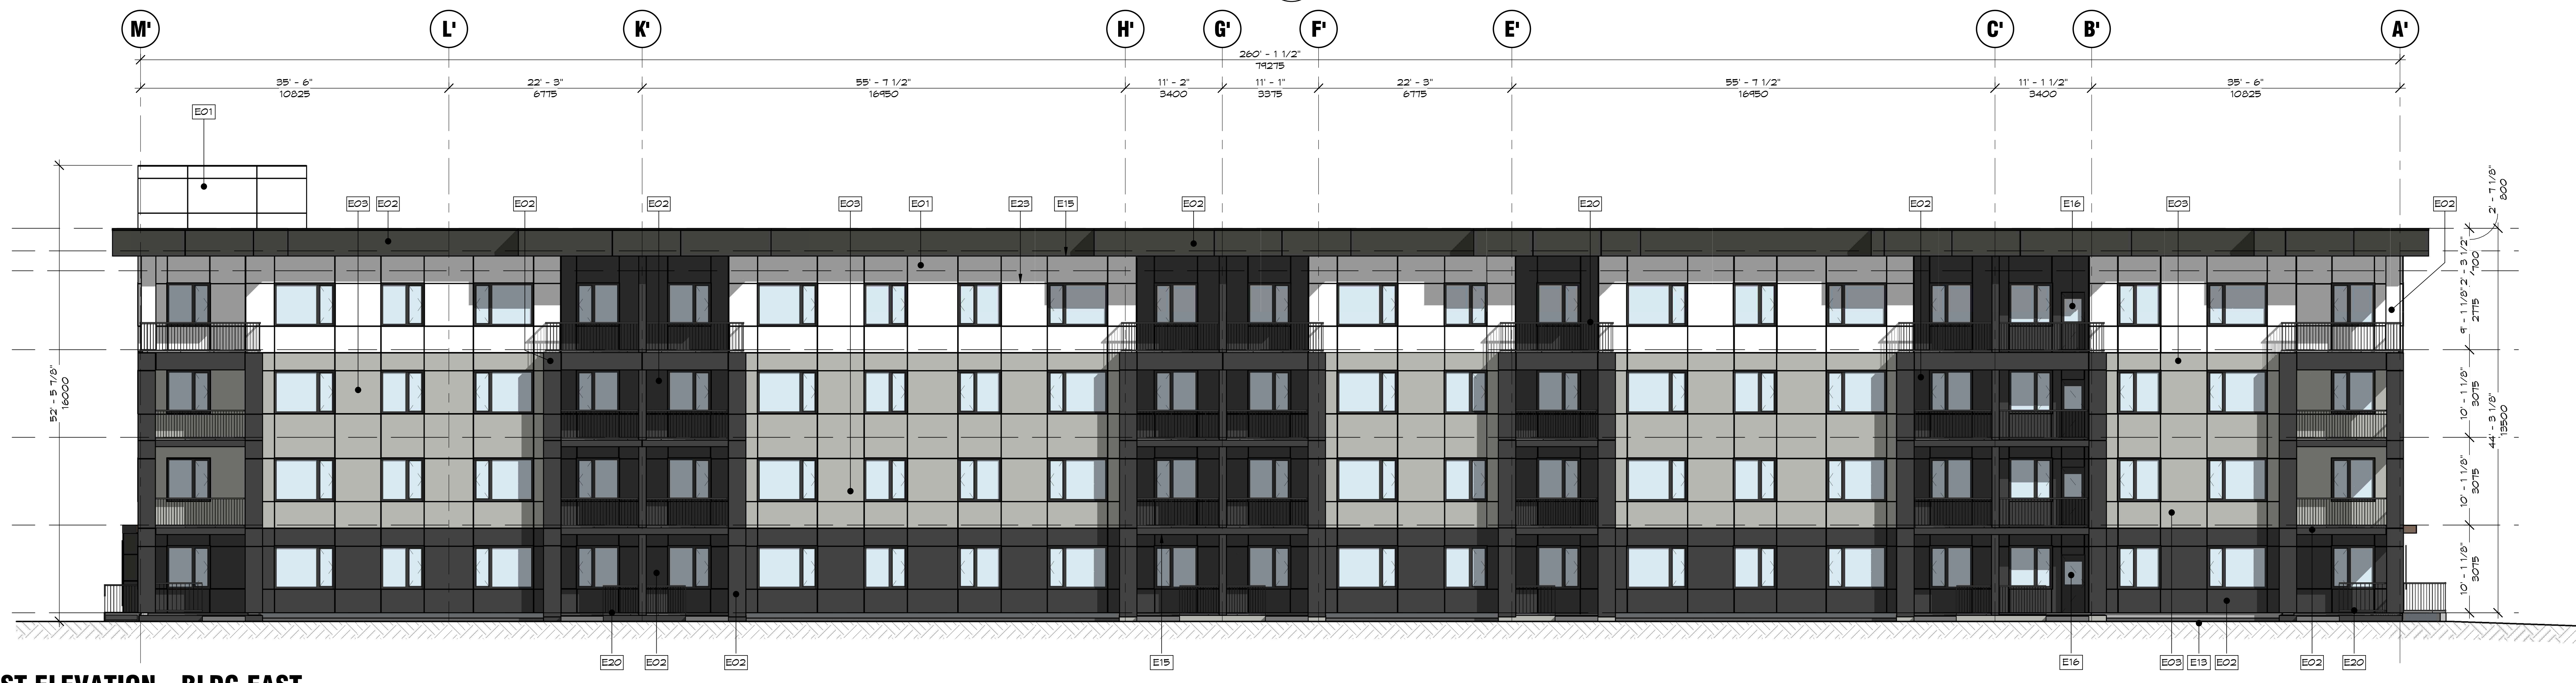 M' L' K' H' G' F' E' C' B' A'
260' - 1 1/2"
79275
35' - 6" 22' - 3" 55' - 7 1/2" 11' - 2" 11' - 1" 22' - 3" 55' - 7 1/2" 11' - 1 1/2" 35' - 6"
10825 6775 16950 3400 3375 6775 16950 3400 10825
E01
E03 E02 E02 E02 E03 E01 E23 E15 E02 E20 E02 E16 E03 E02
2' - 7 1/8"
800
2' - 3 1/2"
700
9' - 1 1/8"
2775
10' - 1 1/8"
3075
10' - 1 1/8"
3075
10' - 1 1/8"
3075
44' - 3 1/8"
13500
52' - 5 7/8"
16000
E20 E02 E02 E15 E16 E03 E13 E02 E02 E20